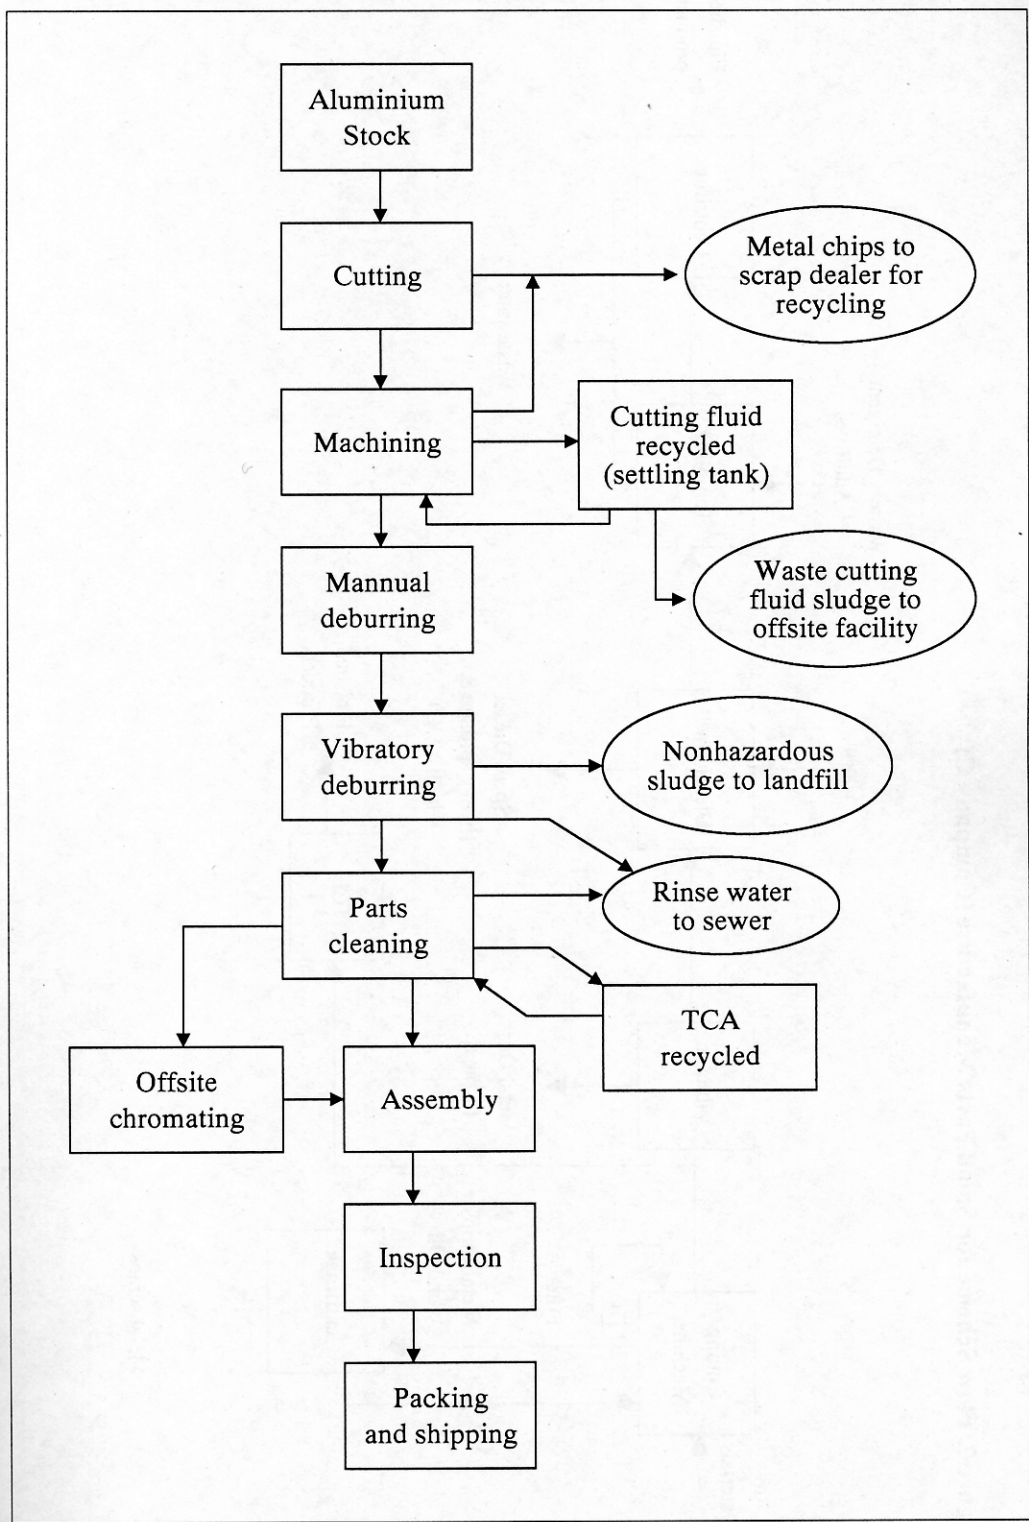 Aluminium
Stock
Cutting
Metal chips to
scrap dealer for
recycling
Machining
Cutting fluid
recycled
(settling tank)
Mannual
deburring
Waste cutting
fluid sludge to
offsite facility
Vibratory
deburring
Nonhazardous
sludge to landfill
Parts
cleaning
Rinse water
to sewer
TCA
recycled
Offsite
chromating
Assembly
Inspection
Packing
and shipping